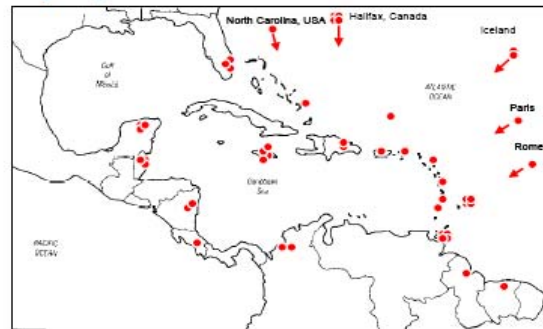 North Carolina, USA
Halifax, Canada
Iceland
Gulf
of
Mexico
ATLANTIC
OCEAN
Paris
Rome
Caribbean
Sea
PACIFIC
OCEAN